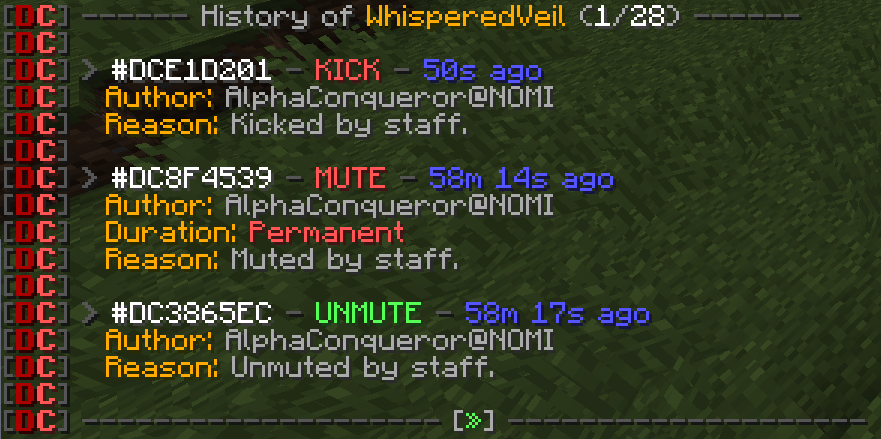 [DC] —————— History of WhisperedVeil (1/28) ——————
[DC]
[DC] > #DCE1D201 – KICK – 50s ago
[DC] Author: AlphaConqueror@NOMI
[DC] Reason: Kicked by staff.
[DC]
[DC] > #DC8F4539 – MUTE – 58m 14s ago
[DC] Author: AlphaConqueror@NOMI
[DC] Duration: Permanent
[DC] Reason: Muted by staff.
[DC]
[DC] > #DC3865EC – UNMUTE – 58m 17s ago
[DC] Author: AlphaConqueror@NOMI
[DC] Reason: Unmuted by staff.
[DC]
[DC] ———————————————————— [»] ————————————————————